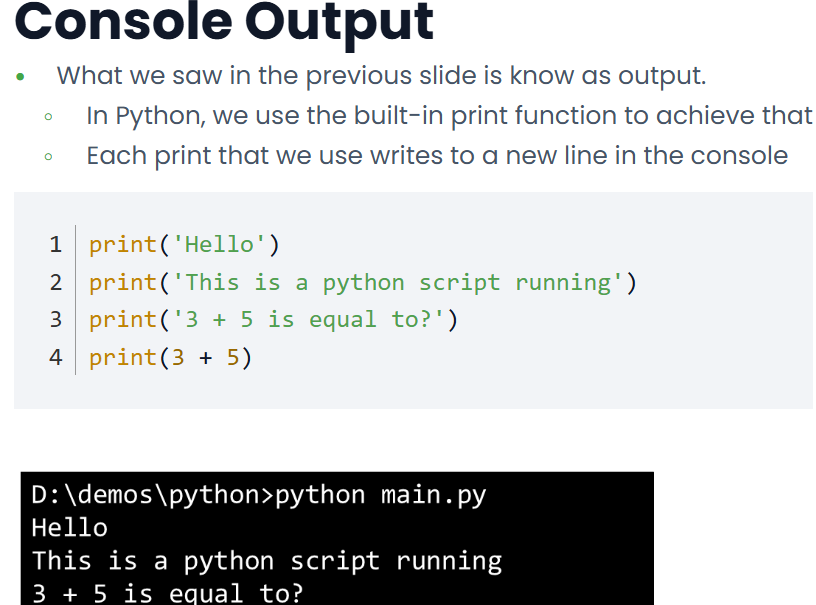 Console Output
• What we saw in the previous slide is know as output.
◦ In Python, we use the built-in print function to achieve that
◦ Each print that we use writes to a new line in the console
1 print('Hello')
2 print('This is a python script running')
3 print('3 + 5 is equal to?')
4 print(3 + 5)
D:\demos\python>python main.py
Hello
This is a python script running
3 + 5 is equal to?